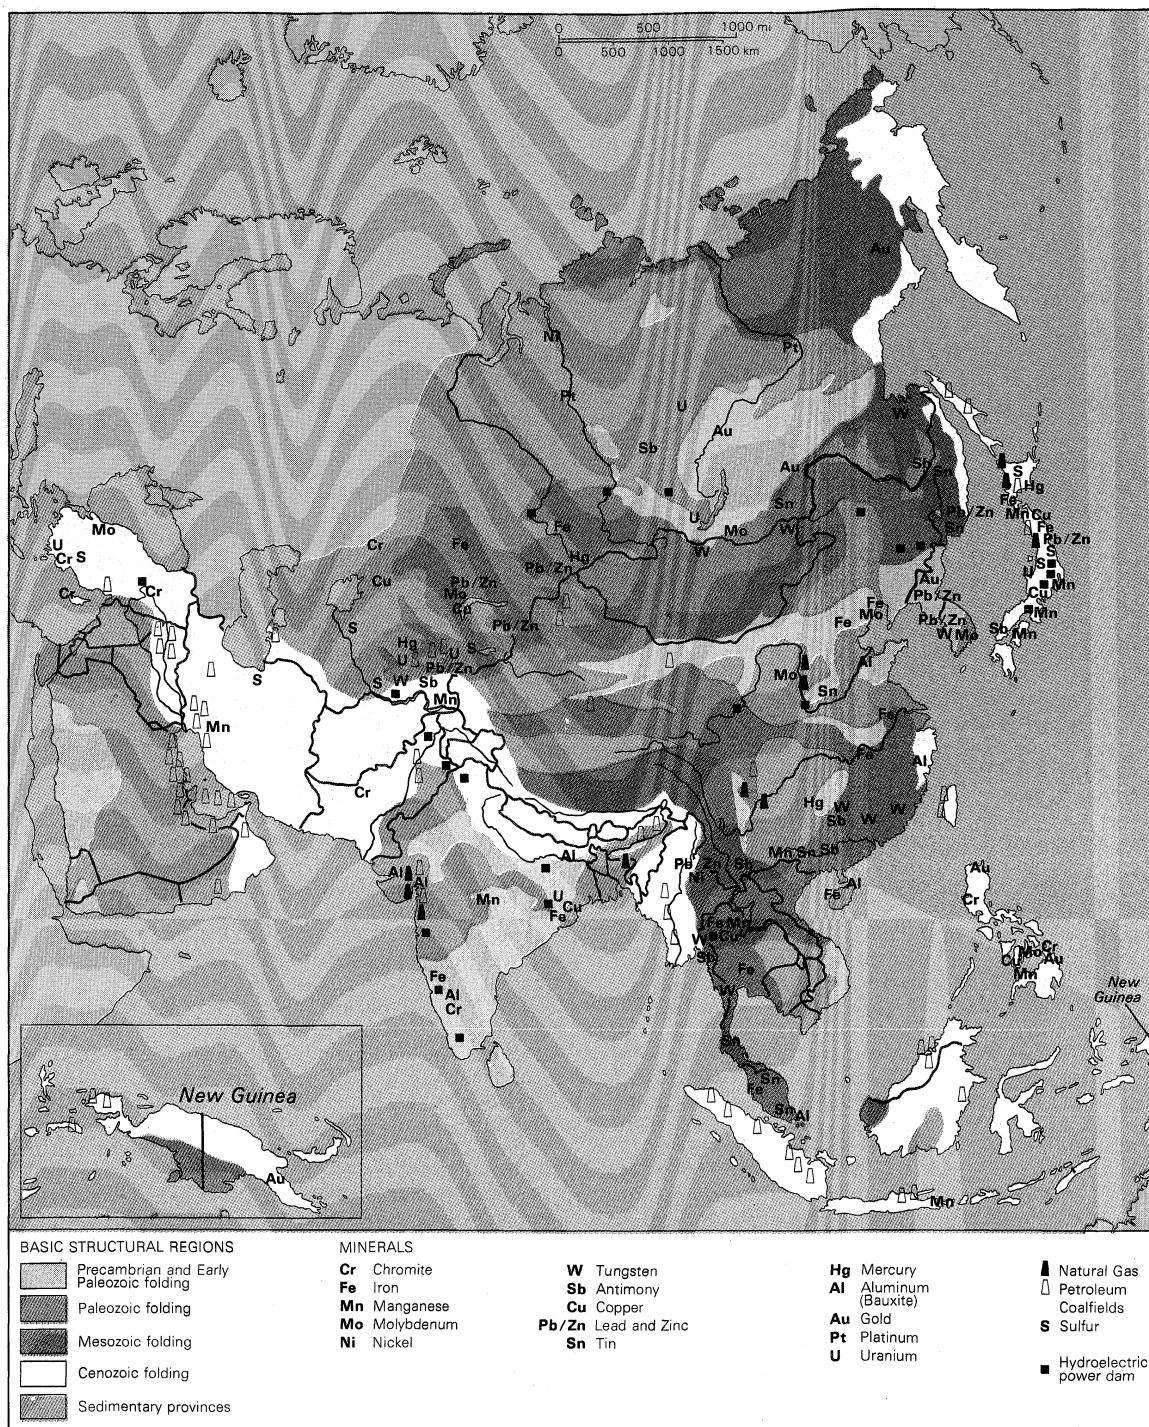 0 500 1000 mi
0 500 1000 1500 km
Au
Ni
Pt
Pt
U
W
Au
Sb
Au
Sb
Sn
S
Hg
Fe
Sn
Pb/Zn
Mn
Cu
Mo
U
Fe
Mo
W
Sn
Fe
U
S
Cr
Fe
Hg
W
Pb/Zn
Cr
S
Pb/Zn
S
U
Cr
Cu
Pb/Zn
Mo
Au
Mn
Cr
Cu
Pb/Zn
Cu
S
Pb/Zn
Fe
Mo
Pb/Zn
Mn
Hg
Fe
W
Mo
Sb
Mn
U
U
S
Pb/Zn
Al
S
S
W
Sb
Mo
Sn
Mn
Fe
Mn
Fe
Al
Cr
Hg
W
W
Sb
W
Al
Mn
Sn
Sb
Al
Al
Pb/Zn
Sb
Au
Ni
Al
Mn
U
Cu
Fe
Cr
Fe
Fe
Mn
W
Cu
Cr
Mo
Cu
Au
Sb
Fe
Mn
Fe
New
Guinea
W
Al
Cr
Sn
Sn
Fe
New Guinea
Sn
Al
Au
Mn
BASIC STRUCTURAL REGIONS
Precambrian and Early
Paleozoic folding
Paleozoic folding
Mesozoic folding
Cenozoic folding
Sedimentary provinces
MINERALS
Cr Chromite
Fe Iron
Mn Manganese
Mo Molybdenum
Ni Nickel
W Tungsten
Sb Antimony
Cu Copper
Pb/Zn Lead and Zinc
Sn Tin
Hg Mercury
Al Aluminum
(Bauxite)
Au Gold
Pt Platinum
U Uranium
Natural Gas
Petroleum
Coalfields
S Sulfur
Hydroelectric
power dam